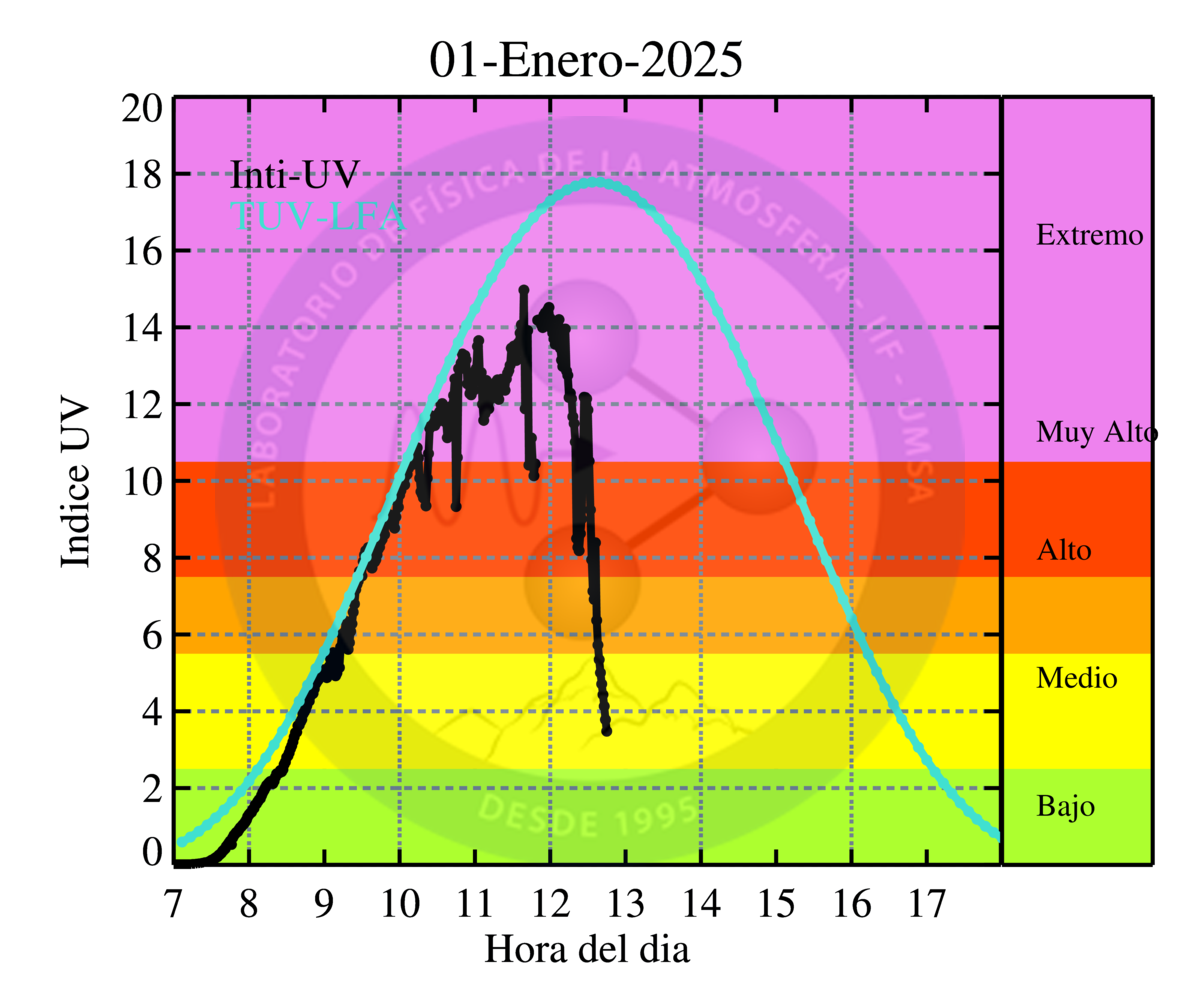 01-Enero-2025
Indice UV
20
18
16
14
12
10
8
6
4
2
0
Inti-UV
TUV-LFA
LABORATORIO DE FÍSICA DE LA ATMÓSFERA - IIF - UMSA
DESDE 1995
Extremo
Muy Alto
Alto
Medio
Bajo
7 8 9 10 11 12 13 14 15 16 17
Hora del dia